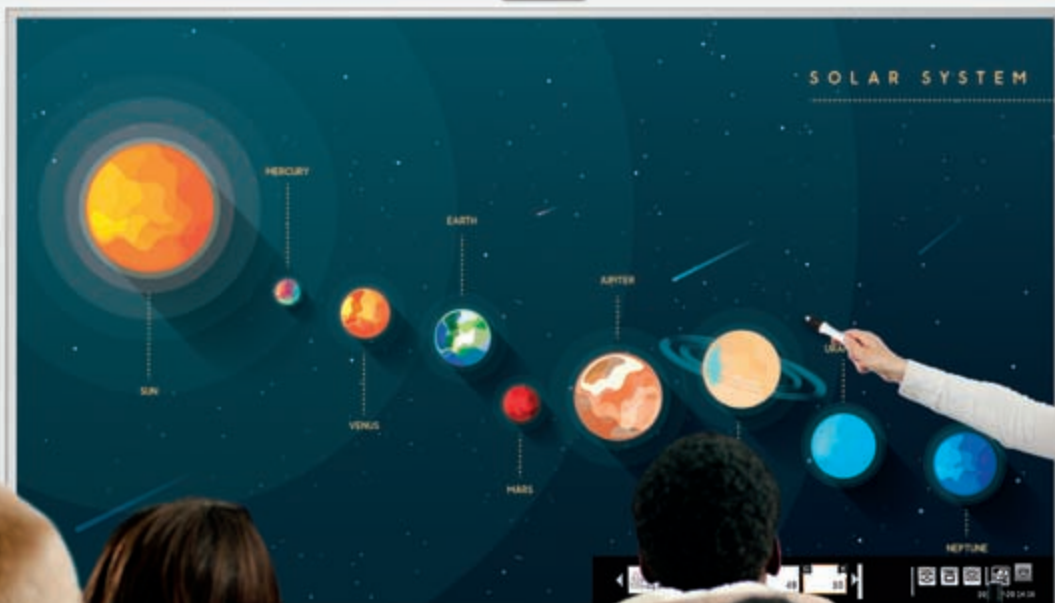 SOLAR SYSTEM
MERCURY
EARTH
JUPITER
SUN
VENUS
MARS
NEPTUNE